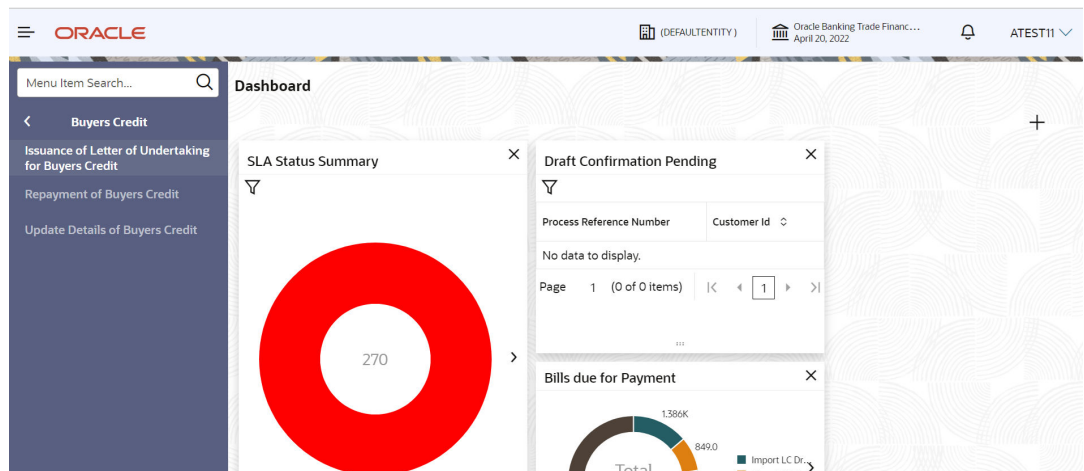 ORACLE
(DEFAULTENTITY )
Oracle Banking Trade Financ...
April 20, 2022
ATEST11
Menu Item Search...
Dashboard
Buyers Credit
Issuance of Letter of Undertaking
for Buyers Credit
Repayment of Buyers Credit
Update Details of Buyers Credit
SLA Status Summary
270
Draft Confirmation Pending
Process Reference Number
Customer Id
No data to display.
Page 1 (0 of 0 items) 1
Bills due for Payment
1.386K
849.0
Total
Import LC Dr...